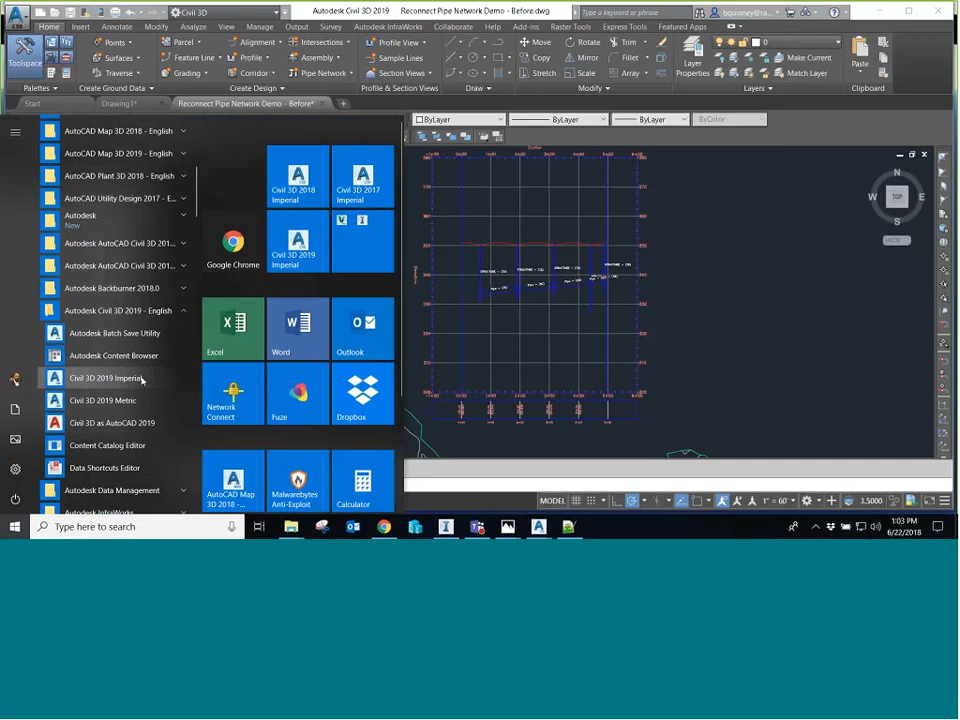 Civil 3D
Autodesk Civil 3D 2019 Reconnect Pipe Network Demo - Before.dwg
Type a keyword or phrase
bquinney@ra...
Home Insert Annotate Modify Analyze View Manage Output Survey Autodesk InfraWorks Collaborate Help Add-ins Raster Tools Express Tools Featured Apps
Toolspace
Points
Surfaces
Traverse
Parcel
Feature Line
Grading
Alignment
Profile
Corridor
Intersections
Assembly
Pipe Network
Profile View
Sample Lines
Section Views
Move
Copy
Stretch
Rotate
Mirror
Scale
Trim
Fillet
Array
Layer
Properties
0
Make Current
Match Layer
Paste
Palettes
Create Ground Data
Create Design
Profile & Section Views
Draw
Modify
Layers
Clipboard
Start Drawing1* Reconnect Pipe Network Demo - Before*
ByLayer ByLayer ByLayer ByColor
AutoCAD Map 3D 2018 - English
AutoCAD Map 3D 2019 - English
AutoCAD Plant 3D 2018 - English
AutoCAD Utility Design 2017 - E...
Autodesk
New
Autodesk AutoCAD Civil 3D 201...
Autodesk AutoCAD Civil 3D 201...
Autodesk Backburner 2018.0
Autodesk Civil 3D 2019 - English
Autodesk Batch Save Utility
Autodesk Content Browser
Civil 3D 2019 Imperial
Civil 3D 2019 Metric
Civil 3D as AutoCAD 2019
Content Catalog Editor
Data Shortcuts Editor
Autodesk Data Management
Autodesk InfraWorks
Civil 3D 2018
Imperial
Civil 3D 2017
Imperial
Google Chrome
Civil 3D 2019
Imperial
Excel
Word
Outlook
Network
Connect
Fuze
Dropbox
AutoCAD Map
3D 2018 -...
Malwarebytes
Anti-Exploit
Calculator
N
W TOP E
S
WCS
MODEL
1" = 60'
3.5000
Type here to search
1:03 PM
6/22/2018